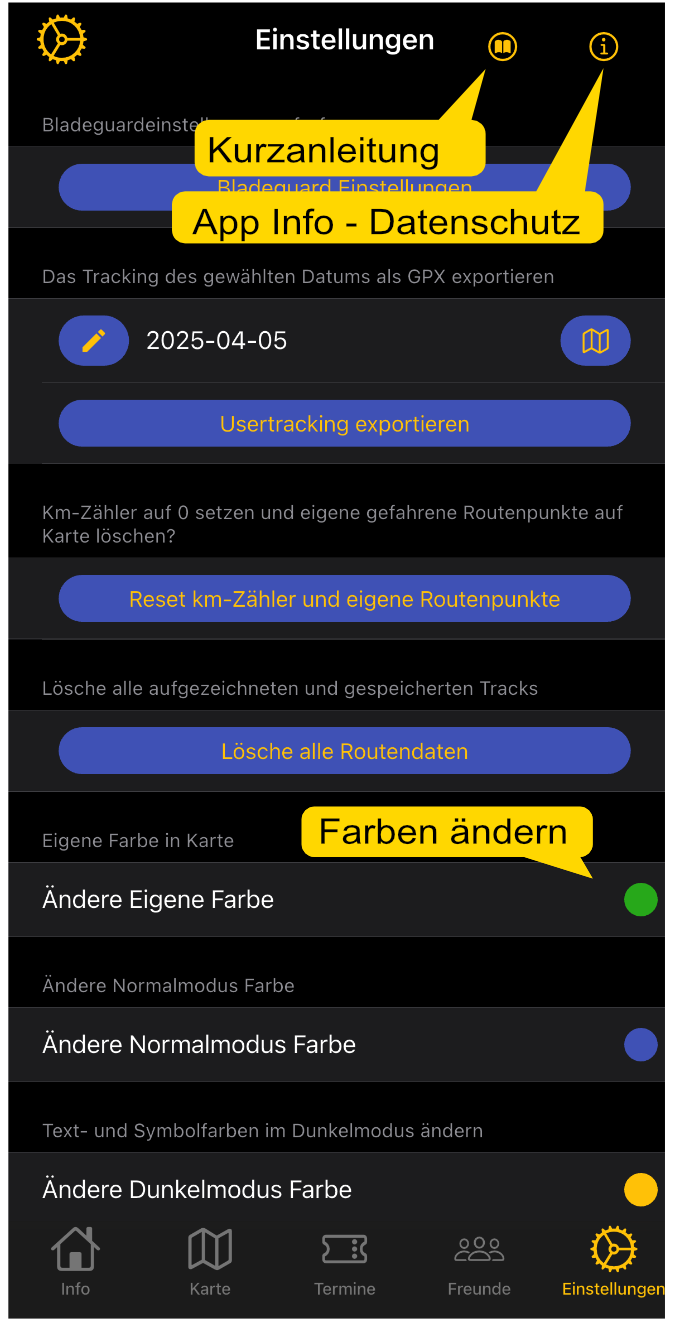 Einstellungen
Bladeguardeinste
Kurzanleitung
Bladeguard Einstellungen
App Info - Datenschutz
Das Tracking des gewählten Datums als GPX exportieren
2025-04-05
Usertracking exportieren
Km-Zähler auf 0 setzen und eigene gefahrene Routenpunkte auf
Karte löschen?
Reset km-Zähler und eigene Routenpunkte
Lösche alle aufgezeichneten und gespeicherten Tracks
Lösche alle Routendaten
Farben ändern
Eigene Farbe in Karte
Ändere Eigene Farbe
Ändere Normalmodus Farbe
Ändere Normalmodus Farbe
Text- und Symbolfarben im Dunkelmodus ändern
Ändere Dunkelmodus Farbe
Info
Karte
Termine
Freunde
Einstellungen